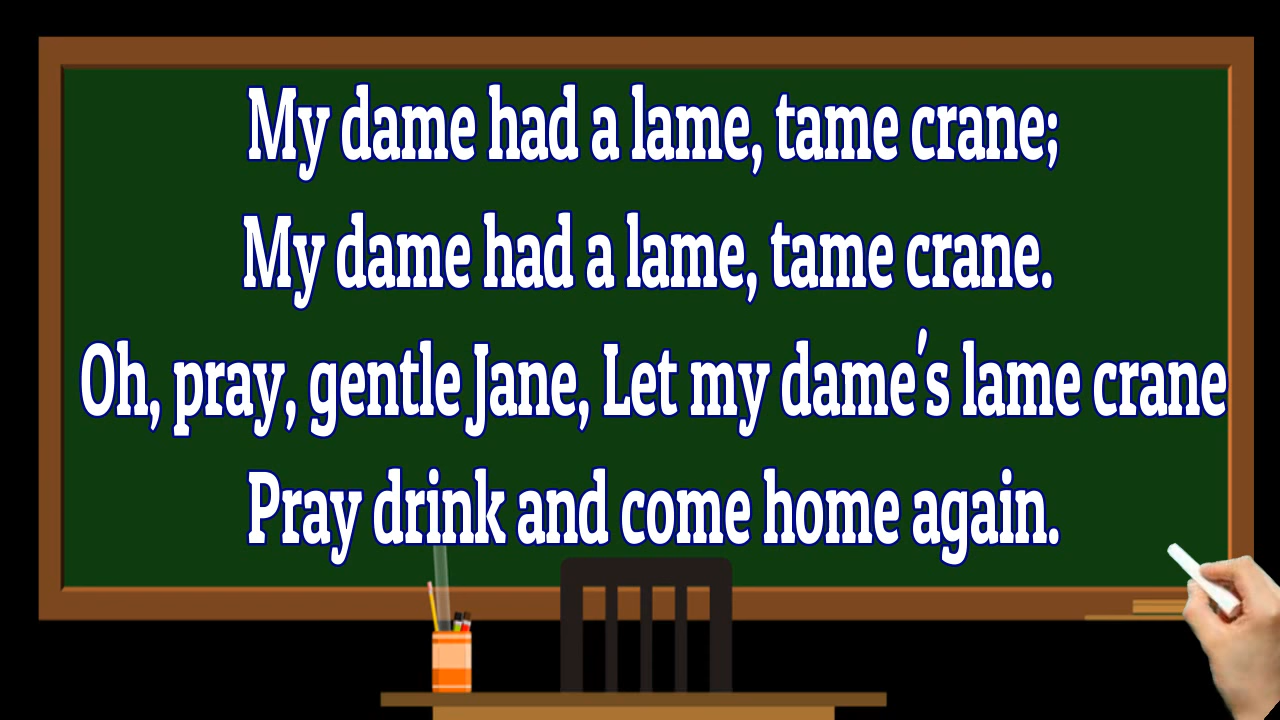 My dame had a lame, tame crane;
My dame had a lame, tame crane.
Oh, pray, gentle Jane, Let my dame's lame crane
Pray drink and come home again.